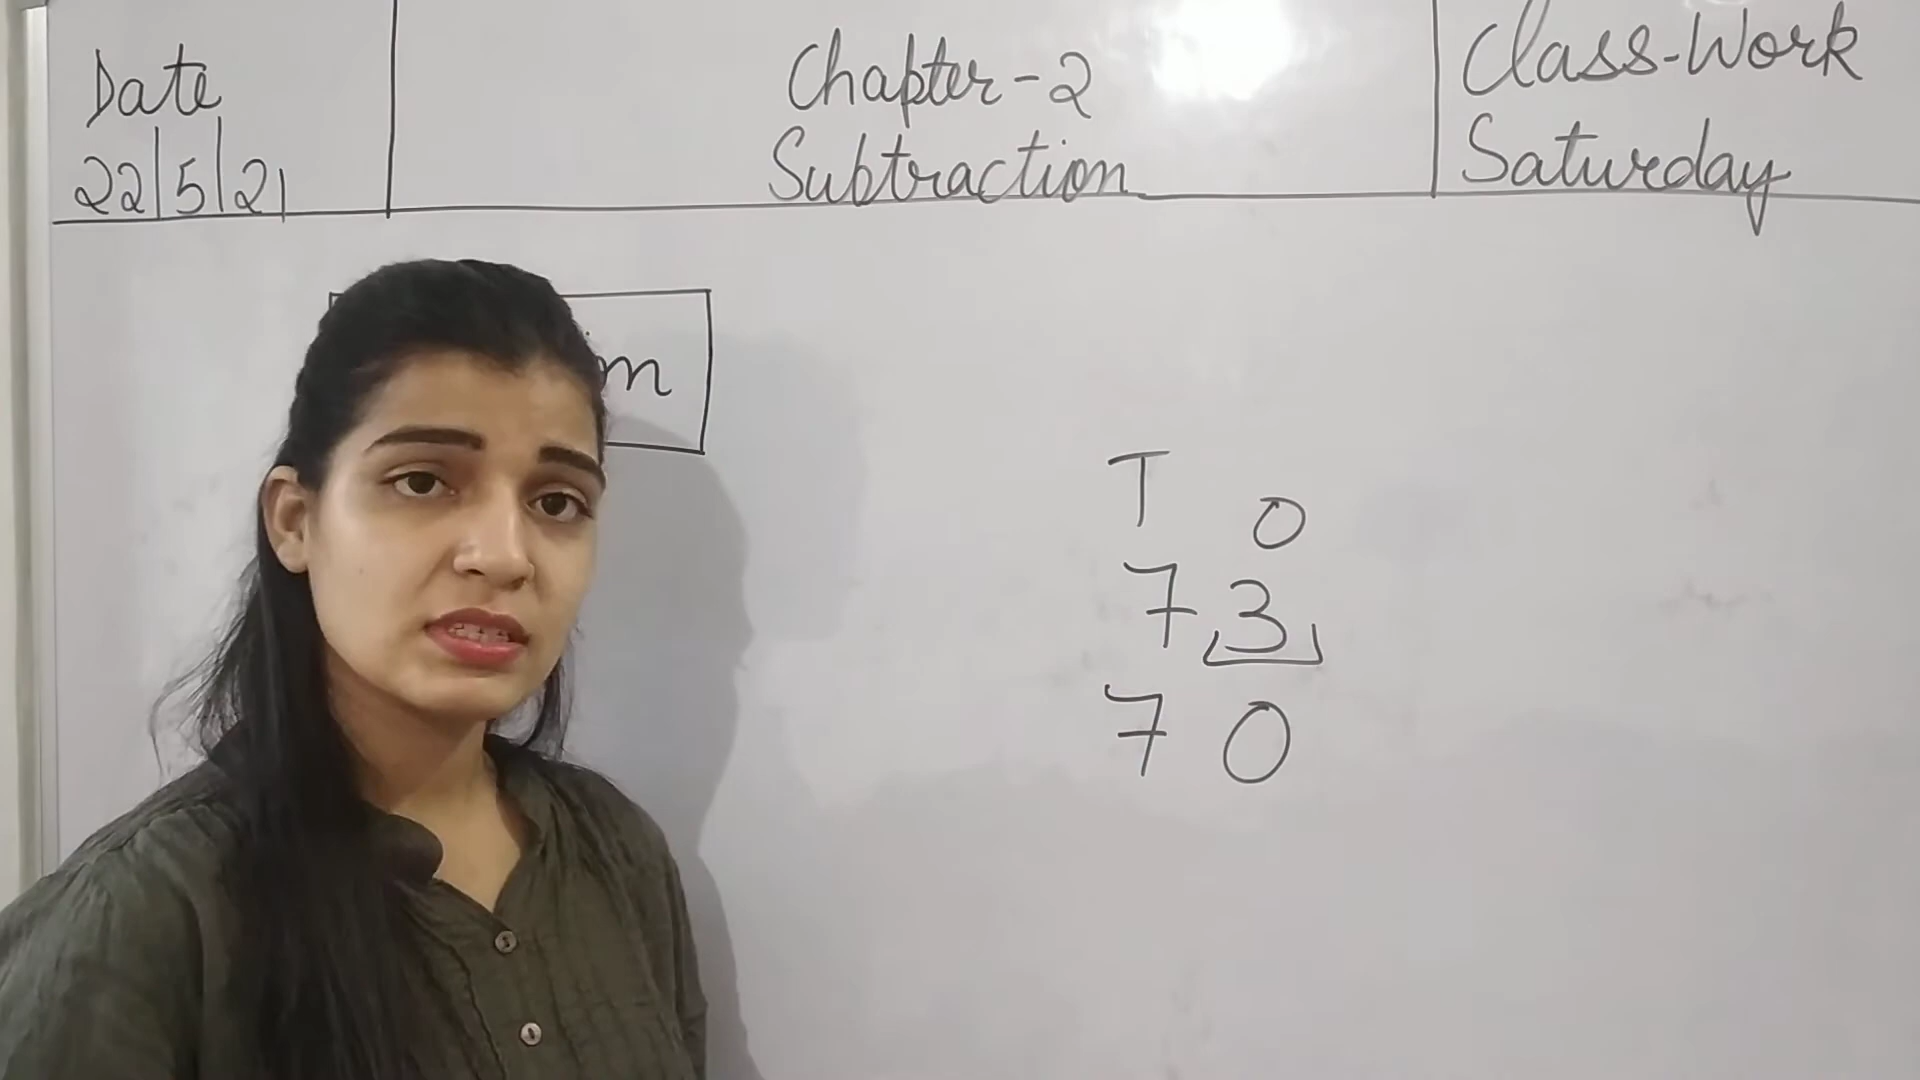 Date
22/5/21
Chapter-2
Subtraction
Class-Work
Saturday
T O
7 3
7 0